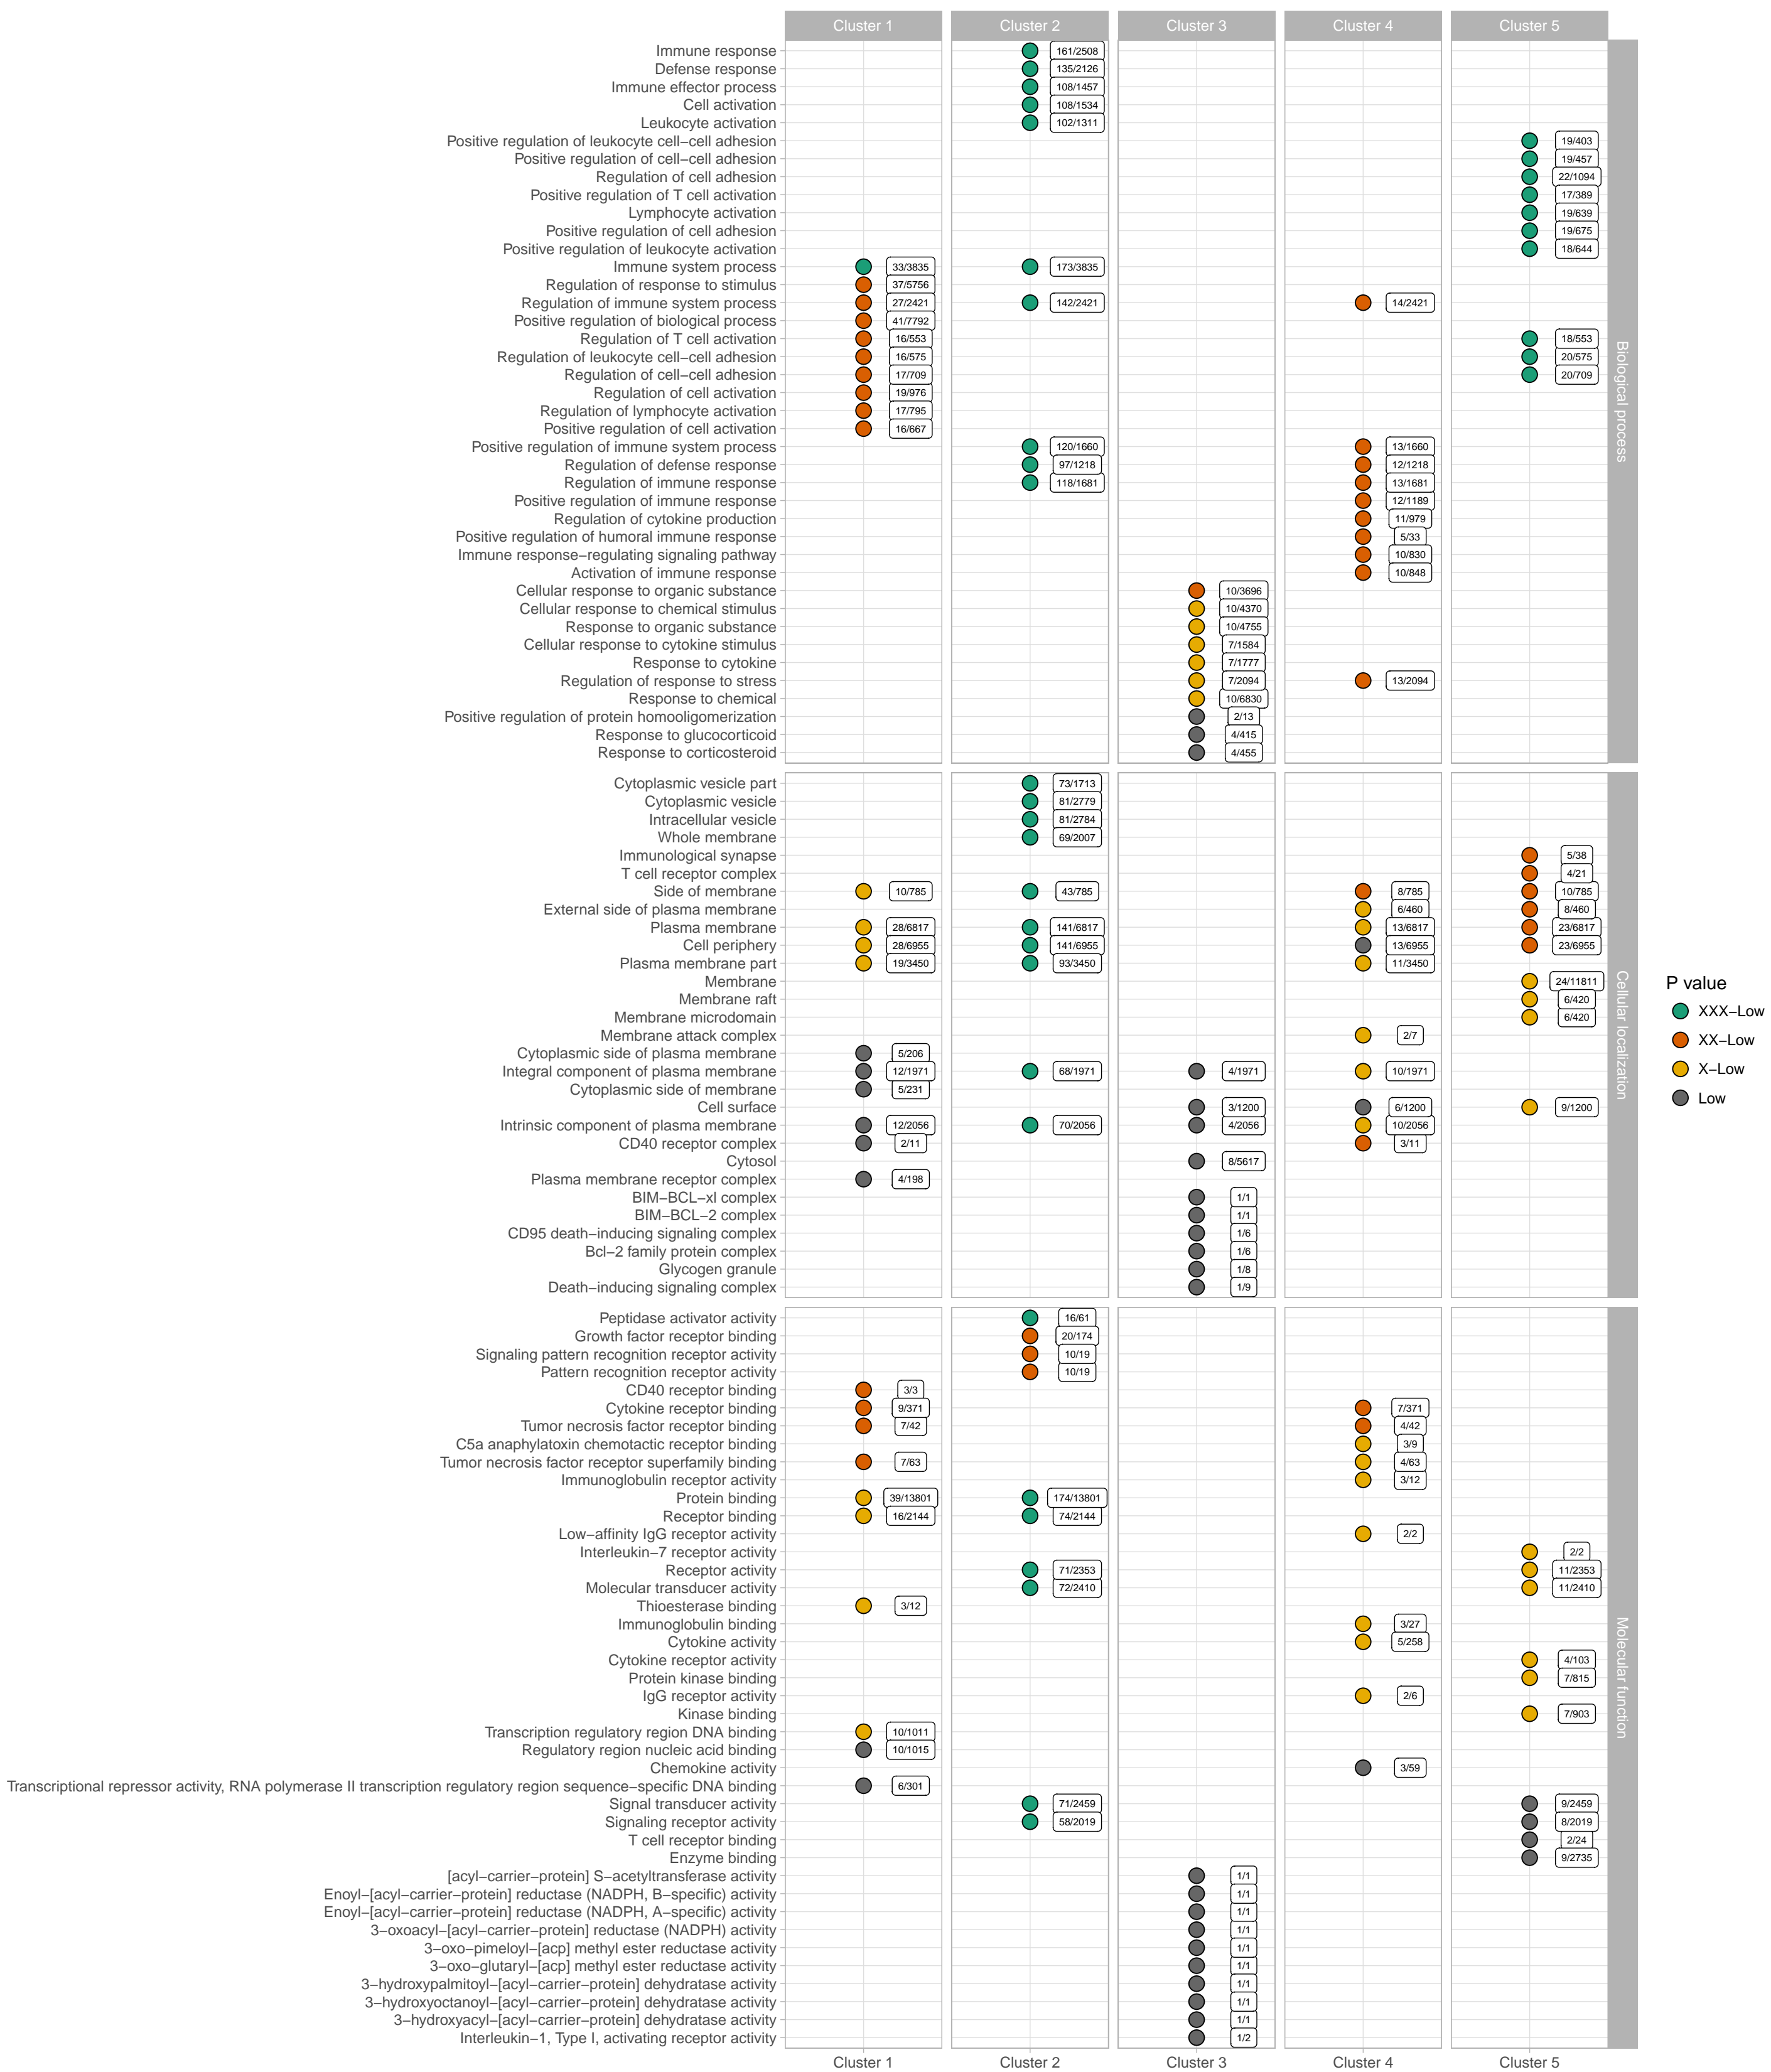 Cluster 1 Cluster 2 Cluster 3 Cluster 4 Cluster 5
Biological process
Immune response 161/2508
Defense response 135/2126
Immune effector process 108/1457
Cell activation 108/1534
Leukocyte activation 102/1311
Positive regulation of leukocyte cell−cell adhesion 19/403
Positive regulation of cell−cell adhesion 19/457
Regulation of cell adhesion 22/1094
Positive regulation of T cell activation 17/389
Lymphocyte activation 19/639
Positive regulation of cell adhesion 19/675
Positive regulation of leukocyte activation 18/644
Immune system process 33/3835 173/3835
Regulation of response to stimulus 37/5756
Regulation of immune system process 27/2421 142/2421 14/2421
Positive regulation of biological process 41/7792
Regulation of T cell activation 16/553 18/553
Regulation of leukocyte cell−cell adhesion 16/575 20/575
Regulation of cell−cell adhesion 17/709 20/709
Regulation of cell activation 19/976
Regulation of lymphocyte activation 17/795
Positive regulation of cell activation 16/667
Positive regulation of immune system process 120/1660 13/1660
Regulation of defense response 97/1218 12/1218
Regulation of immune response 118/1681 13/1681
Positive regulation of immune response 12/1189
Regulation of cytokine production 11/979
Positive regulation of humoral immune response 5/33
Immune response−regulating signaling pathway 10/830
Activation of immune response 10/848
Cellular response to organic substance 10/3696
Cellular response to chemical stimulus 10/4370
Response to organic substance 10/4755
Cellular response to cytokine stimulus 7/1584
Response to cytokine 7/1777
Regulation of response to stress 7/2094 13/2094
Response to chemical 10/6830
Positive regulation of protein homooligomerization 2/13
Response to glucocorticoid 4/415
Response to corticosteroid 4/455
Cellular localization
Cytoplasmic vesicle part 73/1713
Cytoplasmic vesicle 81/2779
Intracellular vesicle 81/2784
Whole membrane 69/2007
Immunological synapse 5/38
T cell receptor complex 4/21
Side of membrane 10/785 43/785 8/785 10/785
External side of plasma membrane 6/460 8/460
Plasma membrane 28/6817 141/6817 13/6817 23/6817
Cell periphery 28/6955 141/6955 13/6955 23/6955
Plasma membrane part 19/3450 93/3450 11/3450
Membrane 24/11811
Membrane raft 6/420
Membrane microdomain 6/420
Membrane attack complex 2/7
Cytoplasmic side of plasma membrane 5/206
Integral component of plasma membrane 12/1971 68/1971 4/1971 10/1971
Cytoplasmic side of membrane 5/231
Cell surface 3/1200 6/1200 9/1200
Intrinsic component of plasma membrane 12/2056 70/2056 4/2056 10/2056
CD40 receptor complex 2/11 3/11
Cytosol 8/5617
Plasma membrane receptor complex 4/198
BIM−BCL−xl complex 1/1
BIM−BCL−2 complex 1/1
CD95 death−inducing signaling complex 1/6
Bcl−2 family protein complex 1/6
Glycogen granule 1/8
Death−inducing signaling complex 1/9
P value
XXX−Low
XX−Low
X−Low
Low
Molecular function
Peptidase activator activity 16/61
Growth factor receptor binding 20/174
Signaling pattern recognition receptor activity 10/19
Pattern recognition receptor activity 10/19
CD40 receptor binding 3/3
Cytokine receptor binding 9/371 7/371
Tumor necrosis factor receptor binding 7/42 4/42
C5a anaphylatoxin chemotactic receptor binding 3/9
Tumor necrosis factor receptor superfamily binding 7/63 4/63
Immunoglobulin receptor activity 3/12
Protein binding 39/13801 174/13801
Receptor binding 16/2144 74/2144
Low−affinity IgG receptor activity 2/2
Interleukin−7 receptor activity 2/2
Receptor activity 71/2353 11/2353
Molecular transducer activity 72/2410 11/2410
Thioesterase binding 3/12
Immunoglobulin binding 3/27
Cytokine activity 5/258
Cytokine receptor activity 4/103
Protein kinase binding 7/815
IgG receptor activity 2/6
Kinase binding 7/903
Transcription regulatory region DNA binding 10/1011
Regulatory region nucleic acid binding 10/1015
Chemokine activity 3/59
Transcriptional repressor activity, RNA polymerase II transcription regulatory region sequence−specific DNA binding 6/301
Signal transducer activity 71/2459 9/2459
Signaling receptor activity 58/2019 8/2019
T cell receptor binding 2/24
Enzyme binding 9/2735
[acyl−carrier−protein] S−acetyltransferase activity 1/1
Enoyl−[acyl−carrier−protein] reductase (NADPH, B−specific) activity 1/1
Enoyl−[acyl−carrier−protein] reductase (NADPH, A−specific) activity 1/1
3−oxoacyl−[acyl−carrier−protein] reductase (NADPH) activity 1/1
3−oxo−pimeloyl−[acp] methyl ester reductase activity 1/1
3−oxo−glutaryl−[acp] methyl ester reductase activity 1/1
3−hydroxypalmitoyl−[acyl−carrier−protein] dehydratase activity 1/1
3−hydroxyoctanoyl−[acyl−carrier−protein] dehydratase activity 1/1
3−hydroxyacyl−[acyl−carrier−protein] dehydratase activity 1/1
Interleukin−1, Type I, activating receptor activity 1/2
Cluster 1 Cluster 2 Cluster 3 Cluster 4 Cluster 5